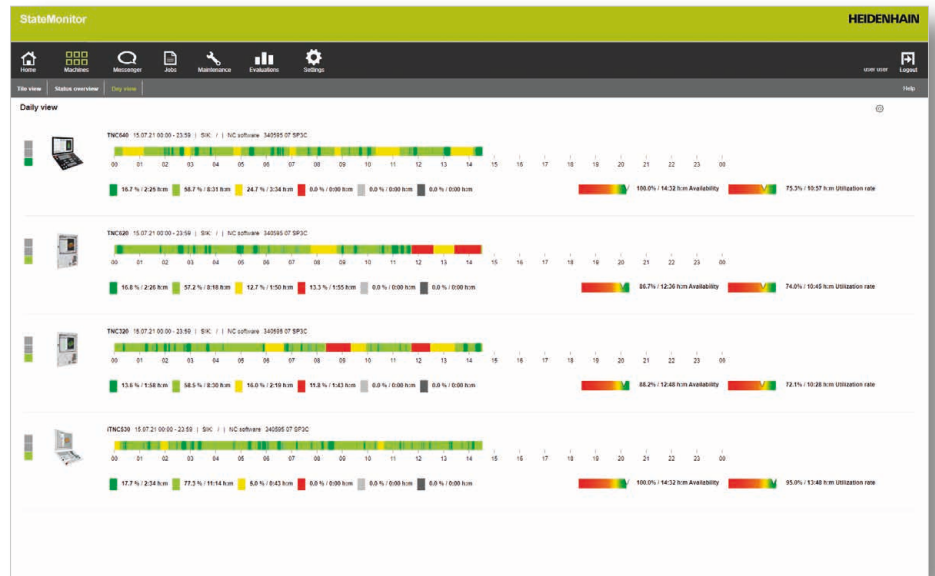 StateMonitor
HEIDENHAIN
Home Machines Messenger Jobs Maintenance Evaluations Settings user user Logout
Tile view Status overview Day view Help
Daily view
TNC640 15.07.21 00:00 - 23:59 | SIK: / | NC software 340595 07 SP3C
00 01 02 03 04 05 06 07 08 09 10 11 12 13 14 15 16 17 18 19 20 21 22 23 00
16.7 % / 2:26 h:m 58.7 % / 8:31 h:m 24.7 % / 3:34 h:m 0.0 % / 0:00 h:m 0.0 % / 0:00 h:m 0.0 % / 0:00 h:m 100.0% / 14:32 h:m Availability 75.3% / 10:57 h:m Utilization rate
TNC620 15.07.21 00:00 - 23:59 | SIK: / | NC software 340595 07 SP3C
00 01 02 03 04 05 06 07 08 09 10 11 12 13 14 15 16 17 18 19 20 21 22 23 00
16.8 % / 2:26 h:m 57.2 % / 8:18 h:m 12.7 % / 1:50 h:m 13.3 % / 1:55 h:m 0.0 % / 0:00 h:m 0.0 % / 0:00 h:m 86.7% / 12:36 h:m Availability 74.0% / 10:45 h:m Utilization rate
TNC320 15.07.21 00:00 - 23:59 | SIK: / | NC software 340595 07 SP3C
00 01 02 03 04 05 06 07 08 09 10 11 12 13 14 15 16 17 18 19 20 21 22 23 00
13.6 % / 1:58 h:m 58.5 % / 8:30 h:m 16.0 % / 2:19 h:m 11.8 % / 1:43 h:m 0.0 % / 0:00 h:m 0.0 % / 0:00 h:m 88.2% / 12:48 h:m Availability 72.1% / 10:28 h:m Utilization rate
iTNC530 15.07.21 00:00 - 23:59 | SIK: / | NC software 340595 07 SP3C
00 01 02 03 04 05 06 07 08 09 10 11 12 13 14 15 16 17 18 19 20 21 22 23 00
17.7 % / 2:34 h:m 77.3 % / 11:14 h:m 5.0 % / 0:43 h:m 0.0 % / 0:00 h:m 0.0 % / 0:00 h:m 0.0 % / 0:00 h:m 100.0% / 14:32 h:m Availability 95.0% / 13:48 h:m Utilization rate